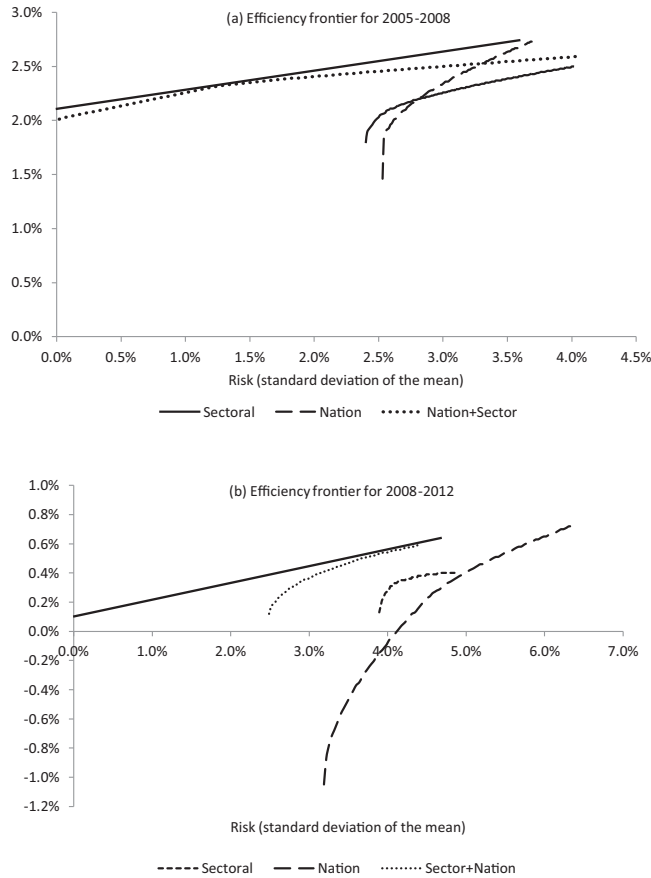 (a) Efficiency frontier for 2005-2008
3.0%
2.5%
2.0%
1.5%
1.0%
0.5%
0.0%
0.0% 0.5% 1.0% 1.5% 2.0% 2.5% 3.0% 3.5% 4.0% 4.5%
Risk (standard deviation of the mean)
Sectoral Nation Nation+Sector
(b) Efficiency frontier for 2008-2012
1.0%
0.8%
0.6%
0.4%
0.2%
0.0%
0.0% 1.0% 2.0% 3.0% 4.0% 5.0% 6.0% 7.0%
-0.2%
-0.4%
-0.6%
-0.8%
-1.0%
-1.2%
Risk (standard deviation of the mean)
Sectoral Nation Sector+Nation